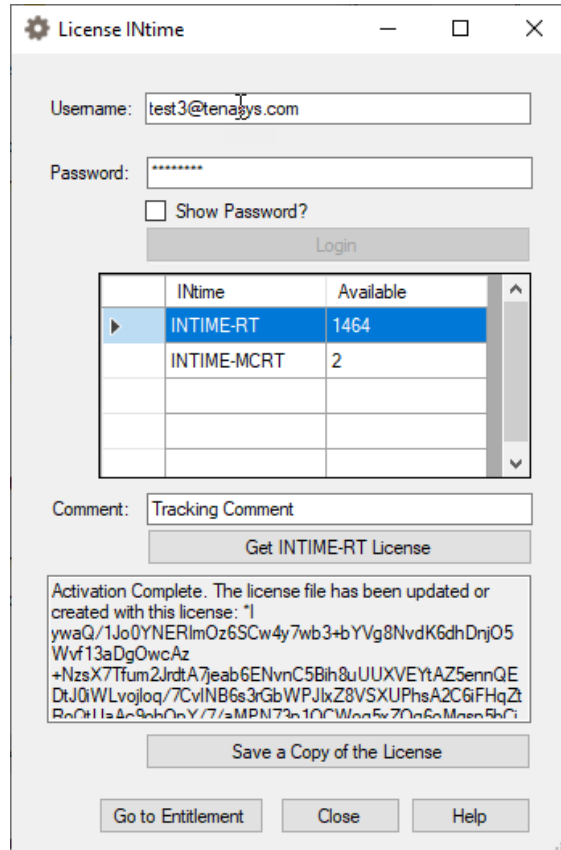 License INtime
Username: test3@tenasys.com
Password: ********
Show Password?
Login
INtime Available
INTIME-RT 1464
INTIME-MCRT 2
Comment: Tracking Comment
Get INTIME-RT License
Activation Complete. The license file has been updated or
created with this license: *I
ywaQ/1Jo0YNERlmOz6SCw4y7wb3+bYVg8NvdK6dhDnjO5
Wvf13aDgOwcAz
+NzsX7Tfum2JrdtA7jeab6ENvnC5Bih8uUUXVEYtAZ5ennQE
DtJ0iWLvojloq/7CvlNB6s3rGbWPJlxZ8VSXUPhsA2C6iFHqZt
Save a Copy of the License
Go to Entitlement Close Help